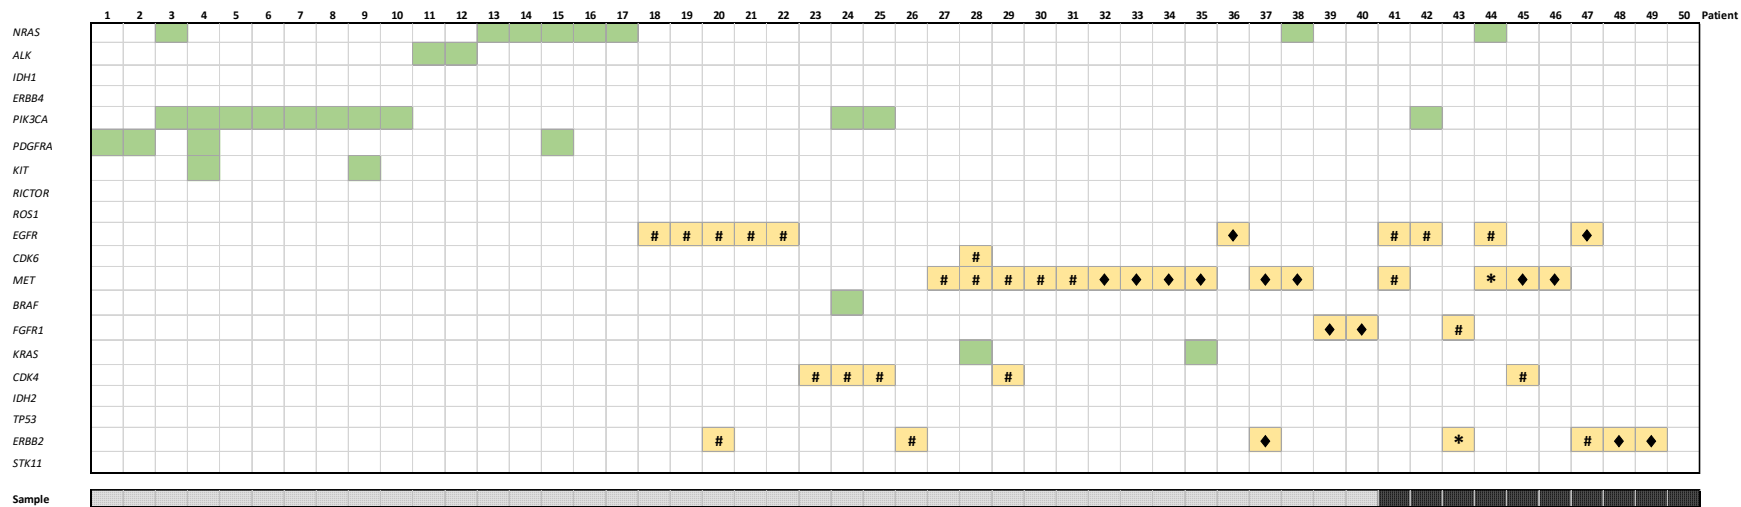 1 2 3 4 5 6 7 8 9 10 11 12 13 14 15 16 17 18 19 20 21 22 23 24 25 26 27 28 29 30 31 32 33 34 35 36 37 38 39 40 41 42 43 44 45 46 47 48 49 50 Patient
NRAS
ALK
IDH1
ERBB4
PIK3CA
PDGFRA
KIT
RICTOR
ROS1
EGFR # # # # # ♦ # # # ♦
CDK6 #
MET # # # # # ♦ ♦ ♦ ♦ ♦ ♦ # * ♦ ♦
BRAF
FGFR1 ♦ ♦ #
KRAS
CDK4 # # # # #
IDH2
TP53
ERBB2 # # ♦ * # ♦ ♦
STK11
Sample